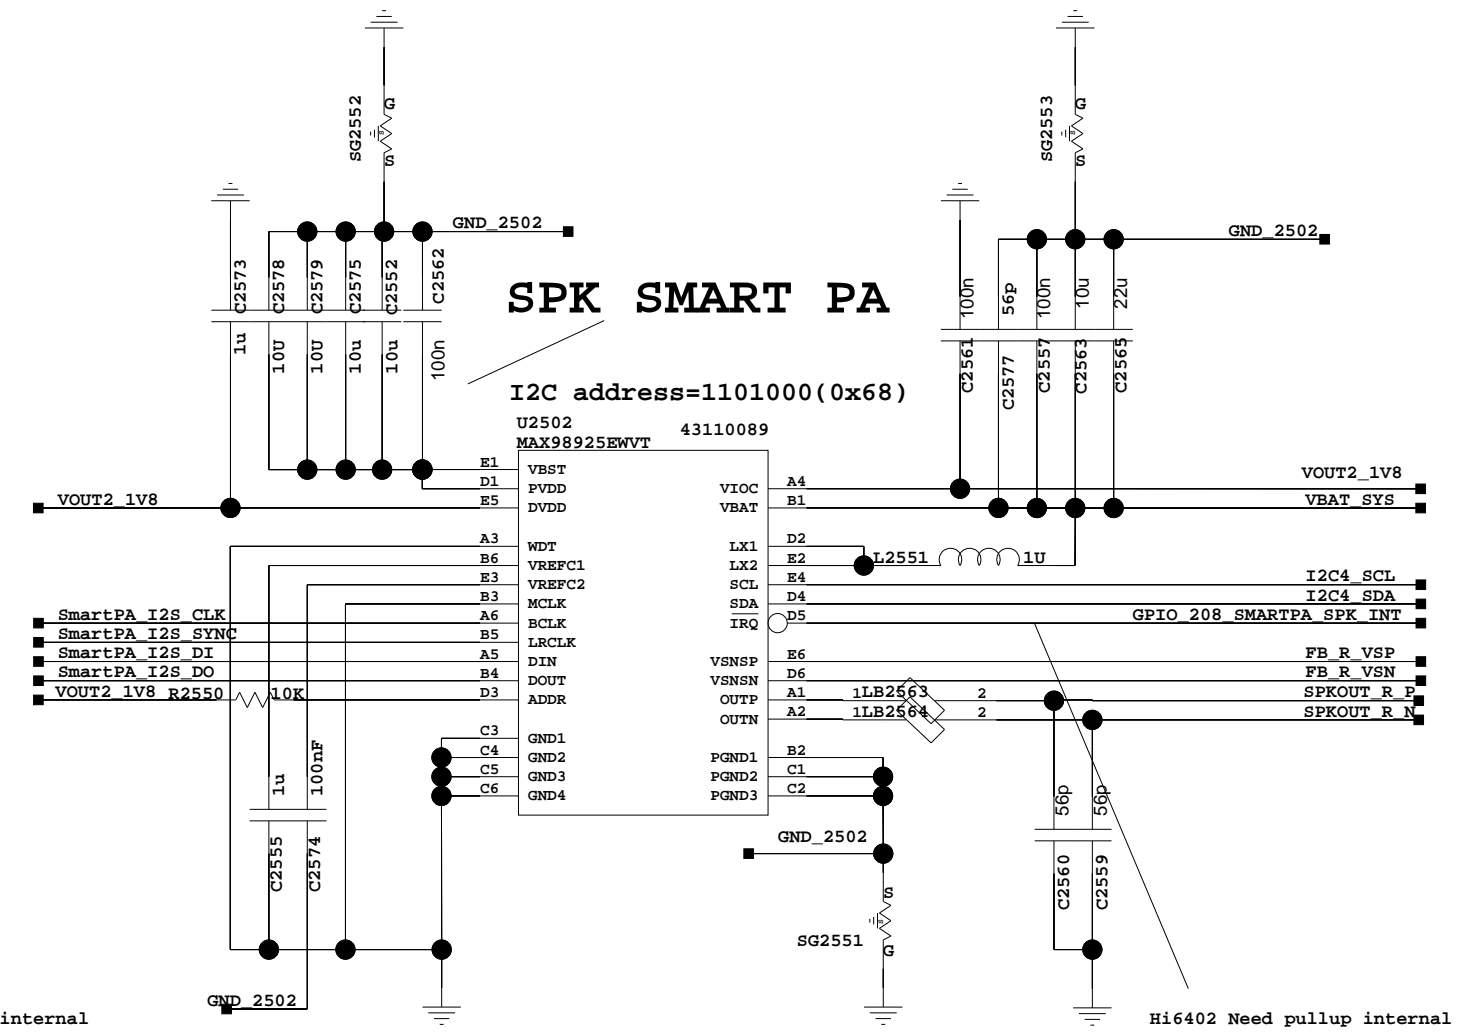 G
SG2552
S
G
SG2553
S
GND_2502
GND_2502
C2573
C2578
C2579
C2575
C2552
C2562
1u
10U
10U
10u
10u
100n
SPK SMART PA
100n
56p
100n
10u
22u
C2561
C2577
C2557
C2563
C2565
I2C address=1101000(0x68)
U2502
43110089
MAX98925EWVT
E1 VBST
D1 PVDD
VOUT2_1V8 E5 DVDD
VIOC A4 VOUT2_1V8
VBAT B1 VBAT_SYS
A3 WDT
LX1 D2
B6 VREFC1
LX2 E2 L2551 1U
E3 VREFC2
SCL E4 I2C4_SCL
B3 MCLK
SDA D4 I2C4_SDA
SmartPA_I2S_CLK A6 BCLK
IRQ D5 GPIO_208_SMARTPA_SPK_INT
SmartPA_I2S_SYNC B5 LRCLK
SmartPA_I2S_DI A5 DIN
VSNSP E6 FB_R_VSP
SmartPA_I2S_DO B4 DOUT
VSNSN D6 FB_R_VSN
VOUT2_1V8 R2550 10K D3 ADDR
OUTP A1 1 LB2563 2 SPKOUT_R_P
OUTN A2 1 LB2564 2 SPKOUT_R_N
C3 GND1
C4 GND2
C5 GND3
C6 GND4
PGND1 B2
PGND2 C1
PGND3 C2
1u
100nF
C2555
C2574
56p
56p
C2560
C2559
GND_2502
S
SG2551
G
GND_2502
internal
Hi6402 Need pullup internal